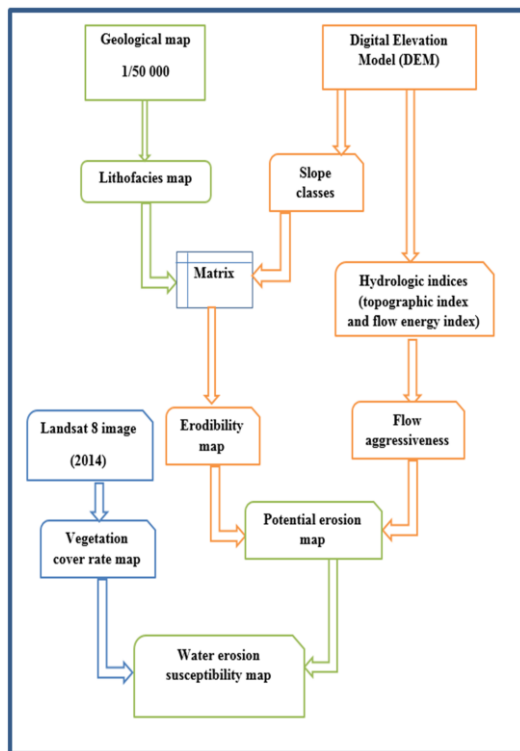 Geological map
1/50 000
Digital Elevation
Model (DEM)
Lithofacies map
Slope
classes
Matrix
Hydrologic indices
(topographic index
and flow energy index)
Landsat 8 image
(2014)
Erodibility
map
Flow
aggressiveness
Vegetation
cover rate map
Potential erosion
map
Water erosion
susceptibility map